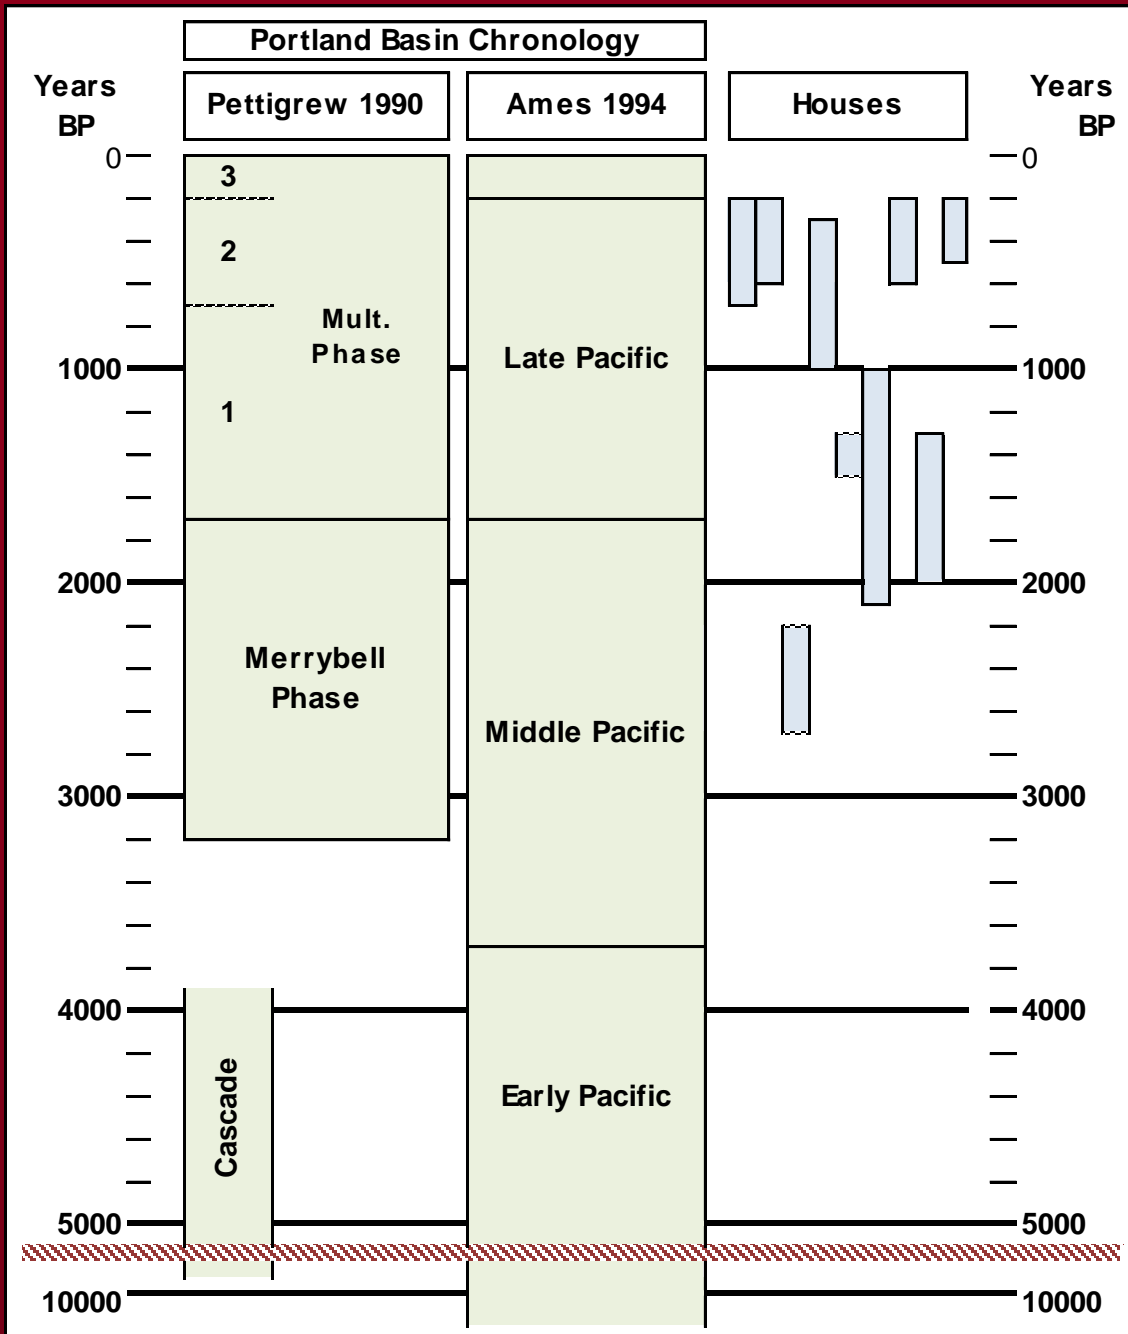 Portland Basin Chronology
Years
BP
Pettigrew 1990
Ames 1994
Houses
Years
BP
0
3
0
2
Mult.
Phase
1000
Late Pacific
1000
1
2000
2000
Merrybell
Phase
Middle Pacific
3000
3000
4000
4000
Cascade
Early Pacific
5000
5000
10000
10000